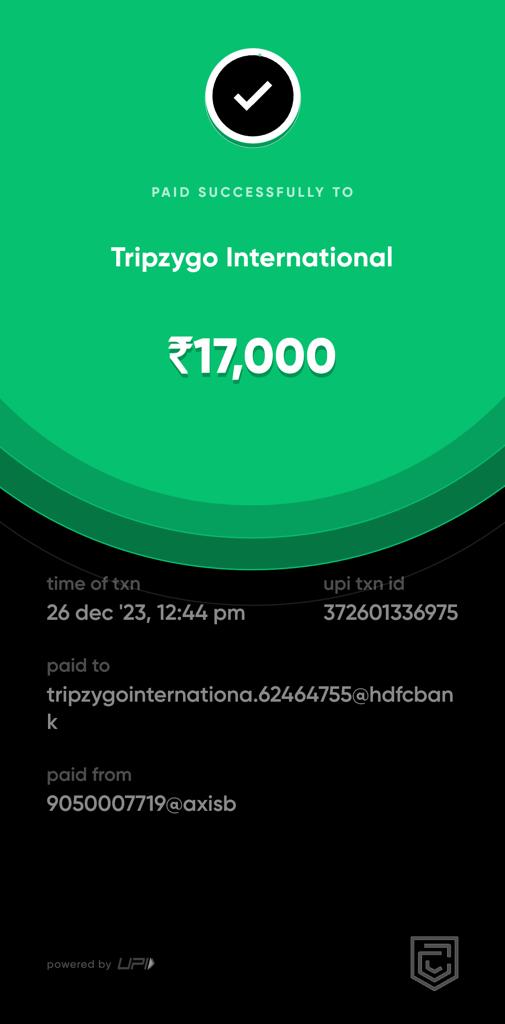 PAID SUCCESSFULLY TO
Tripzygo International
₹17,000
time of txn
upi txn id
26 dec '23, 12:44 pm
372601336975
paid to
tripzygointernationa.62464755@hdfcban
k
paid from
9050007719@axisb
powered by UPI